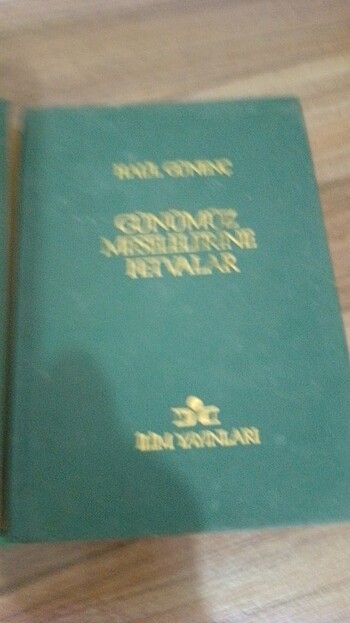 HALİL GÜNENÇ
GÜNÜMÜZ
MESELELERİNE
FETVALAR
İLİM YAYINLARI